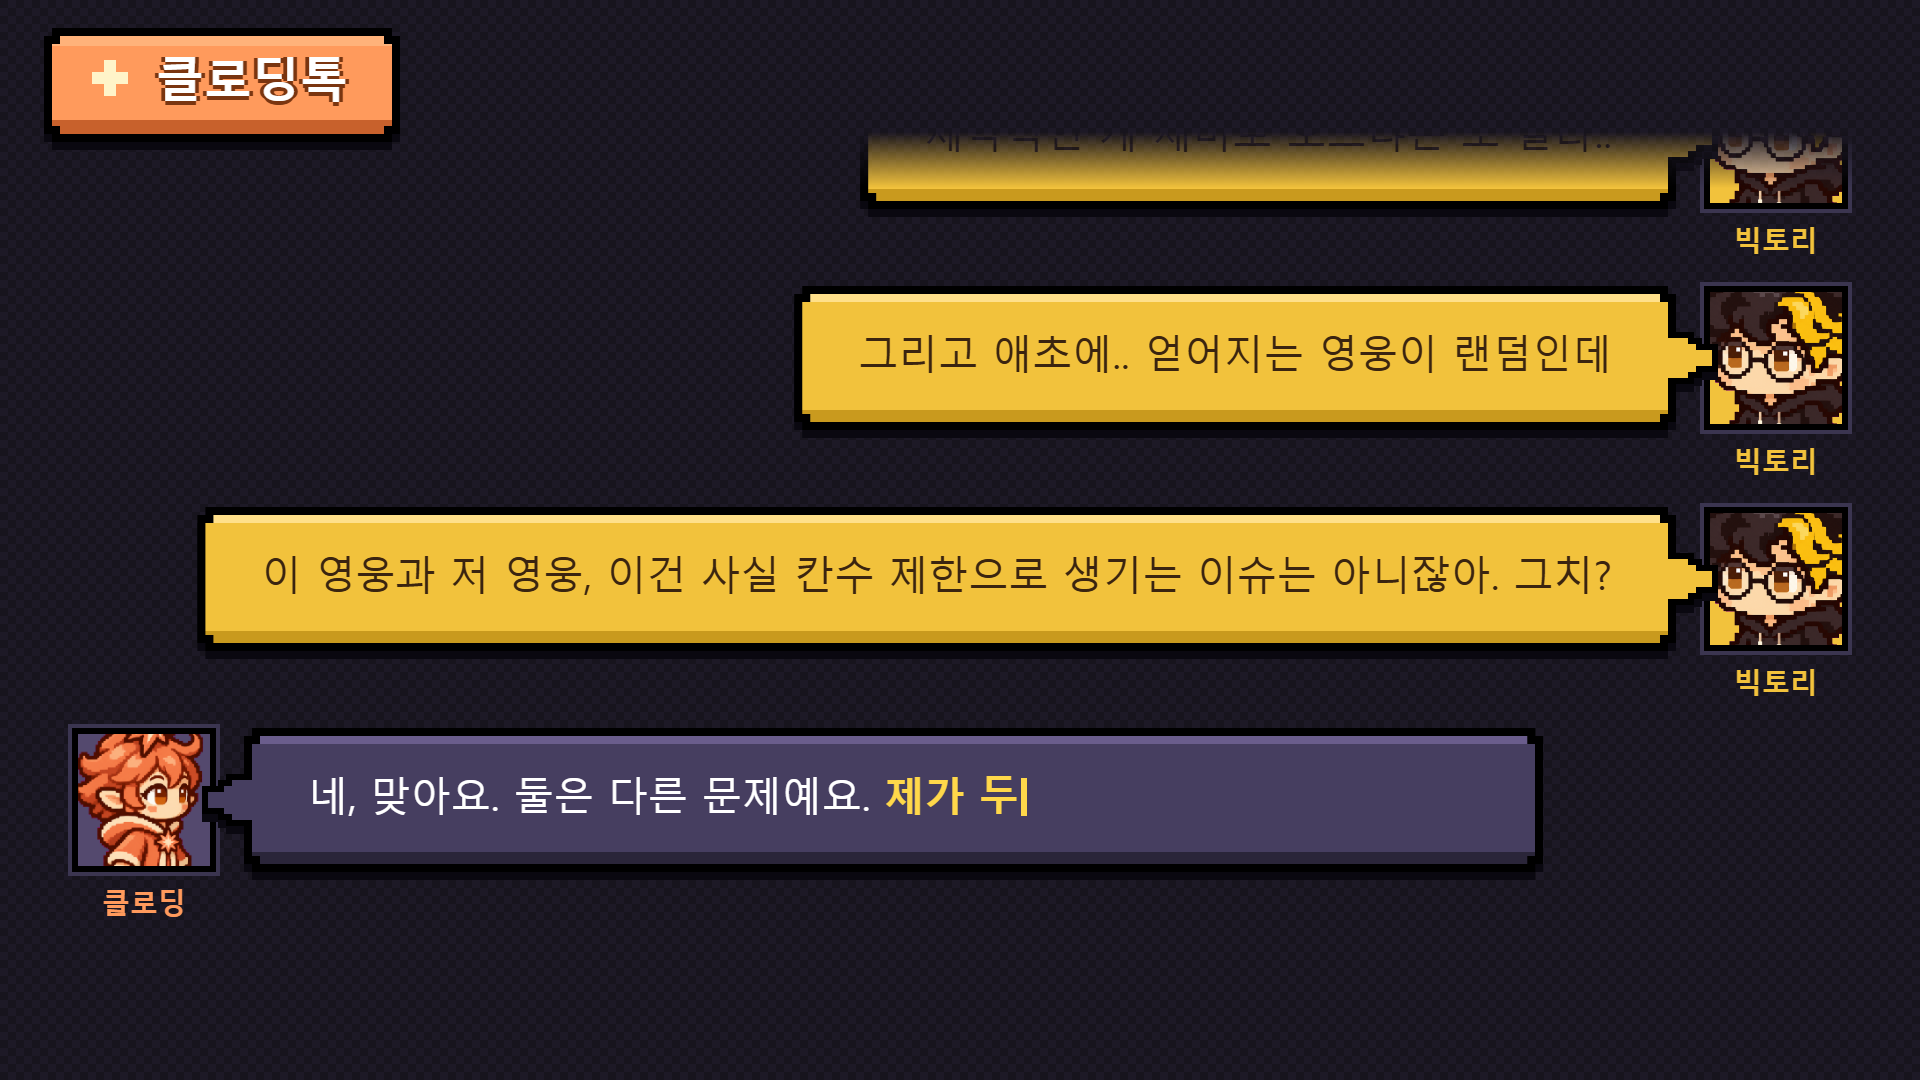 클로딩톡
빅토리
그리고 애초에.. 얻어지는 영웅이 랜덤인데
빅토리
이 영웅과 저 영웅, 이건 사실 칸수 제한으로 생기는 이슈는 아니잖아. 그치?
빅토리
네, 맞아요. 둘은 다른 문제예요. 제가 두
클로딩